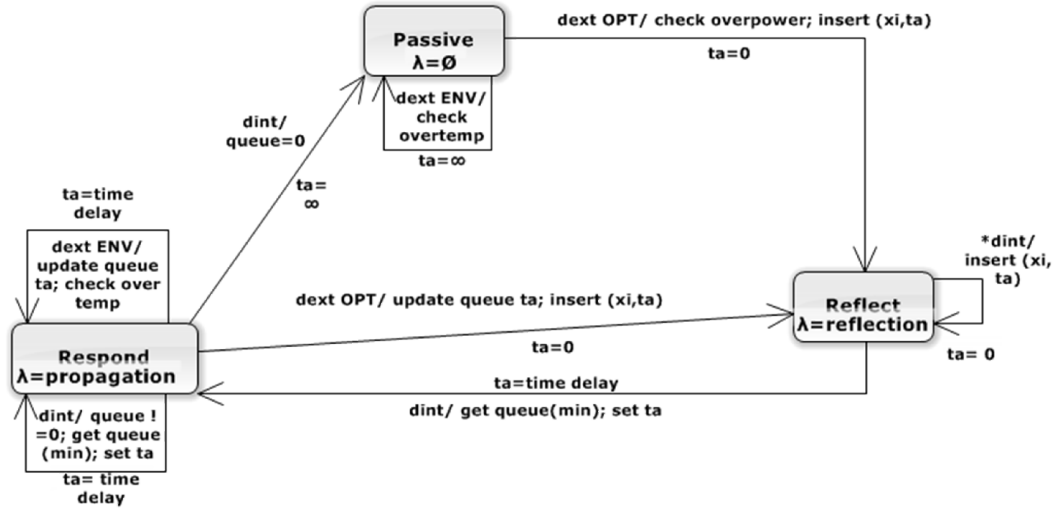 dext OPT/ check overpower; insert (xi,ta)
Passive
λ=Ø
ta=0
dext ENV/
check
overtemp
ta=∞
dint/
queue=0
ta=
∞
ta=time
delay
dext ENV/
update queue
ta; check over
temp
*dint/
insert (xi,
ta)
dext OPT/ update queue ta; insert (xi,ta)
Reflect
λ=reflection
ta=0
ta= 0
Respond
λ=propagation
ta=time delay
dint/ get queue(min); set ta
dint/ queue !
=0; get queue
(min); set ta
ta= time
delay